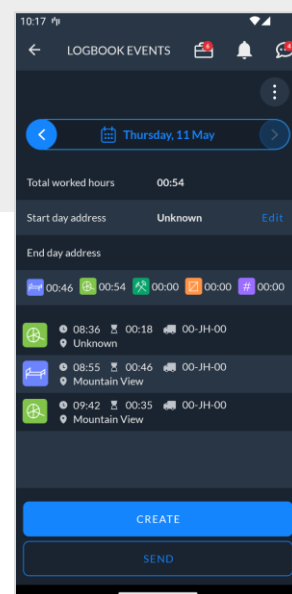 10:17
LOGBOOK EVENTS
Thursday, 11 May
Total worked hours 00:54
Start day address Unknown Edit
End day address
00:46 00:54 00:00 00:00 # 00:00
08:36 00:18 00-JH-00
Unknown
08:55 00:46 00-JH-00
Mountain View
09:42 00:35 00-JH-00
Mountain View
CREATE
SEND